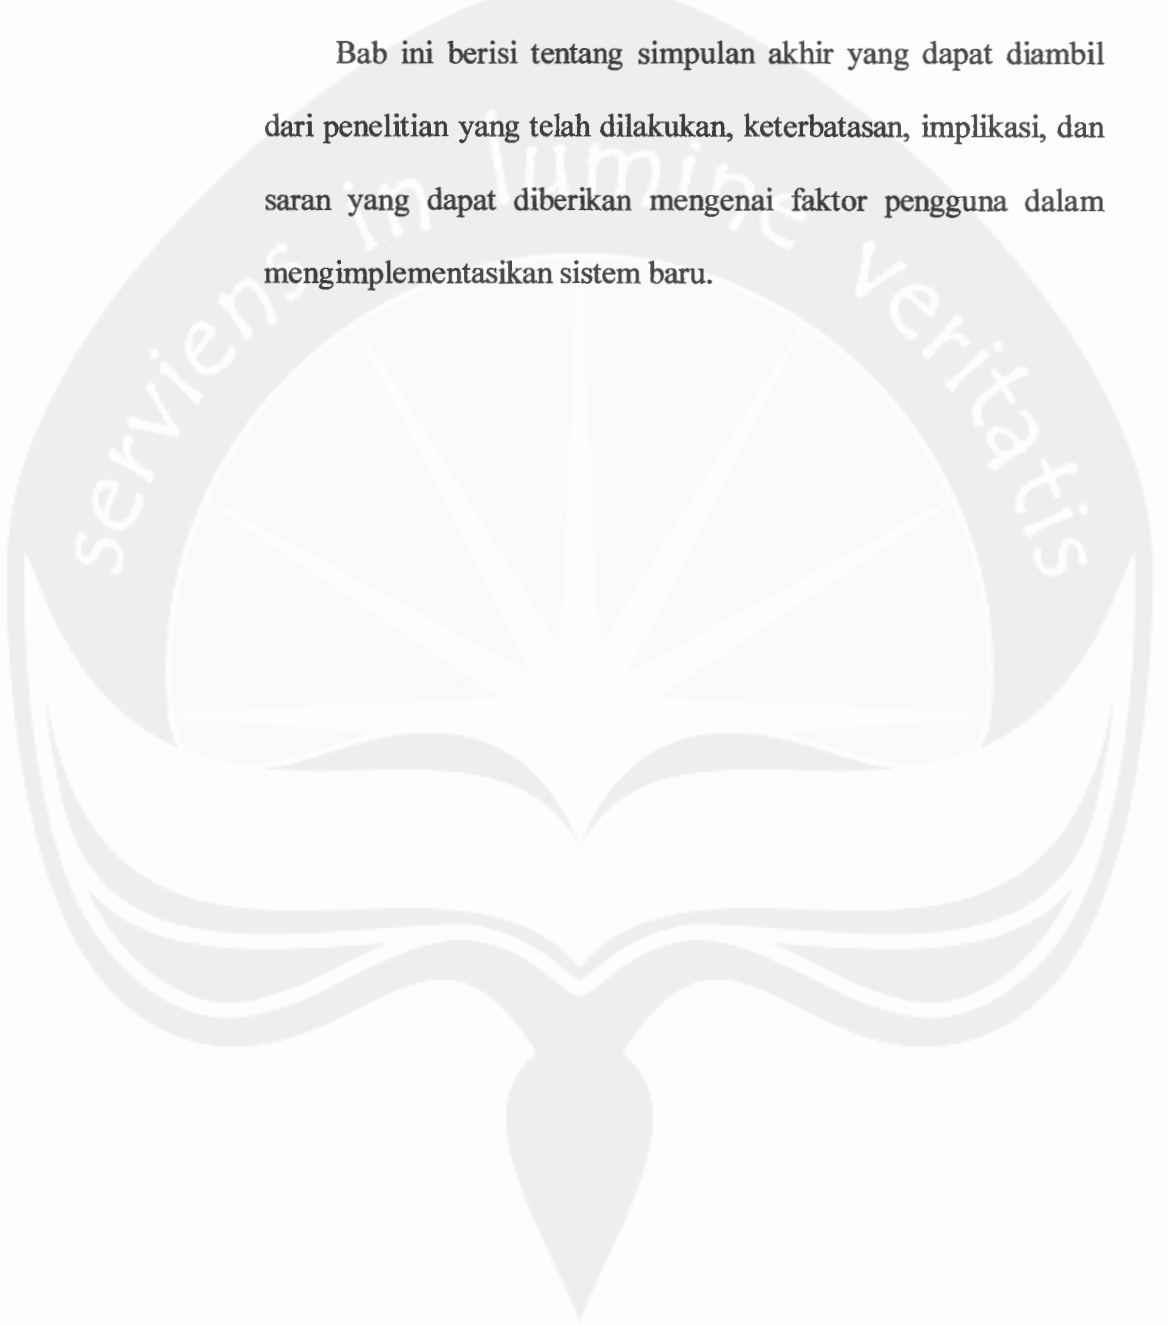 Bab ini berisi tentang simpulan akhir yang dapat diambil
dari penelitian yang telah dilakukan, keterbatasan, implikasi, dan
saran yang dapat diberikan mengenai faktor pengguna dalam
mengimplementasikan sistem baru.
serviens in lumine veritatis